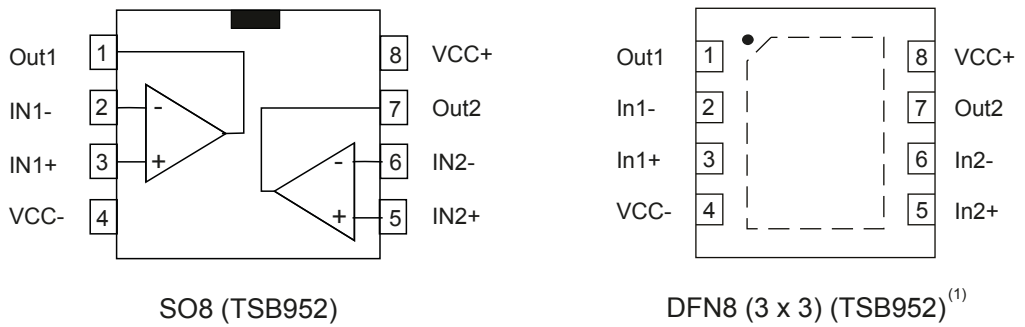 Out1 1 8 VCC+
IN1- 2 - 7 Out2
IN1+ 3 + - 6 IN2-
VCC- 4 + 5 IN2+
SO8 (TSB952)
Out1 1 8 VCC+
In1- 2 7 Out2
In1+ 3 6 In2-
VCC- 4 5 In2+
DFN8 (3 x 3) (TSB952)(1)